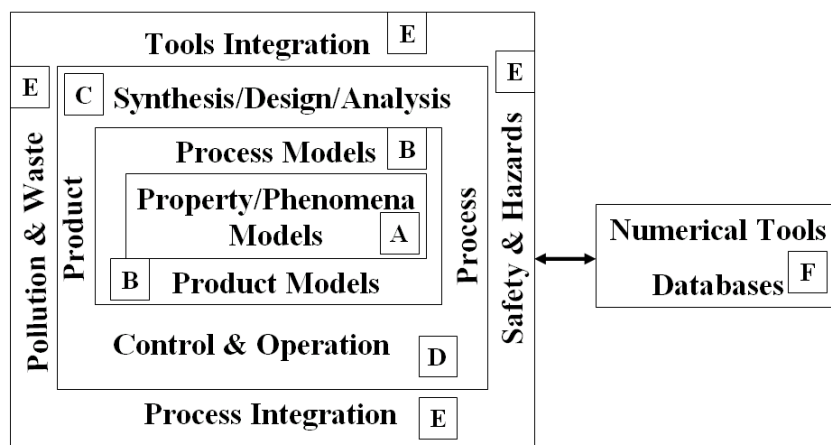 Tools Integration E
E
E
C Synthesis/Design/Analysis
Process Models B
Property/Phenomena
Models A
B Product Models
Product
Process
Pollution & Waste
Safety & Hazards
Control & Operation
D
Process Integration E
Numerical Tools
Databases F